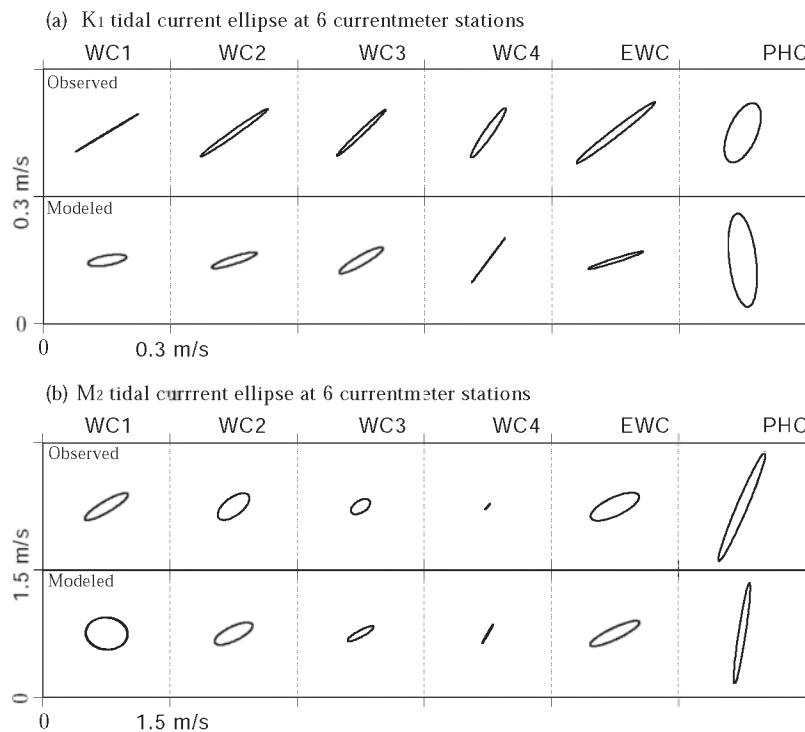 (a) K1 tidal current ellipse at 6 currentmeter stations
WC1 WC2 WC3 WC4 EWC PHC
Observed
Modeled
0.3 m/s
0
0 0.3 m/s
(b) M2 tidal currrent ellipse at 6 currentmeter stations
WC1 WC2 WC3 WC4 EWC PHC
Observed
Modeled
1.5 m/s
0
0 1.5 m/s